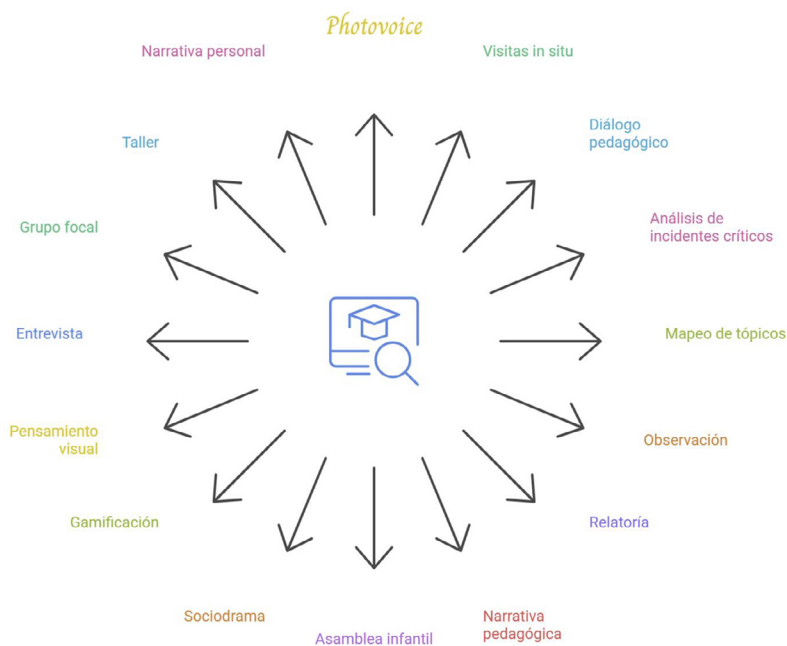 Photovoice
Narrativa personal
Visitas in situ
Taller
Diálogo
pedagógico
Grupo focal
Análisis de
incidentes críticos
Entrevista
Mapeo de tópicos
Pensamiento
visual
Observación
Gamificación
Relatoría
Sociodrama
Asamblea infantil
Narrativa
pedagógica